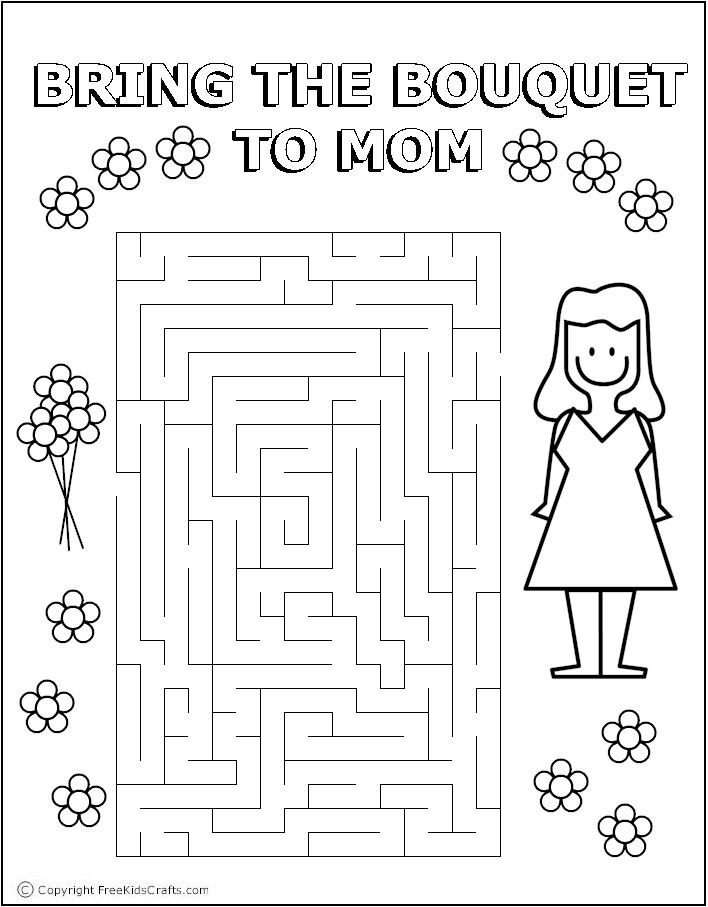 BRING THE BOUQUET
TO MOM
© Copyright FreeKidsCrafts.com